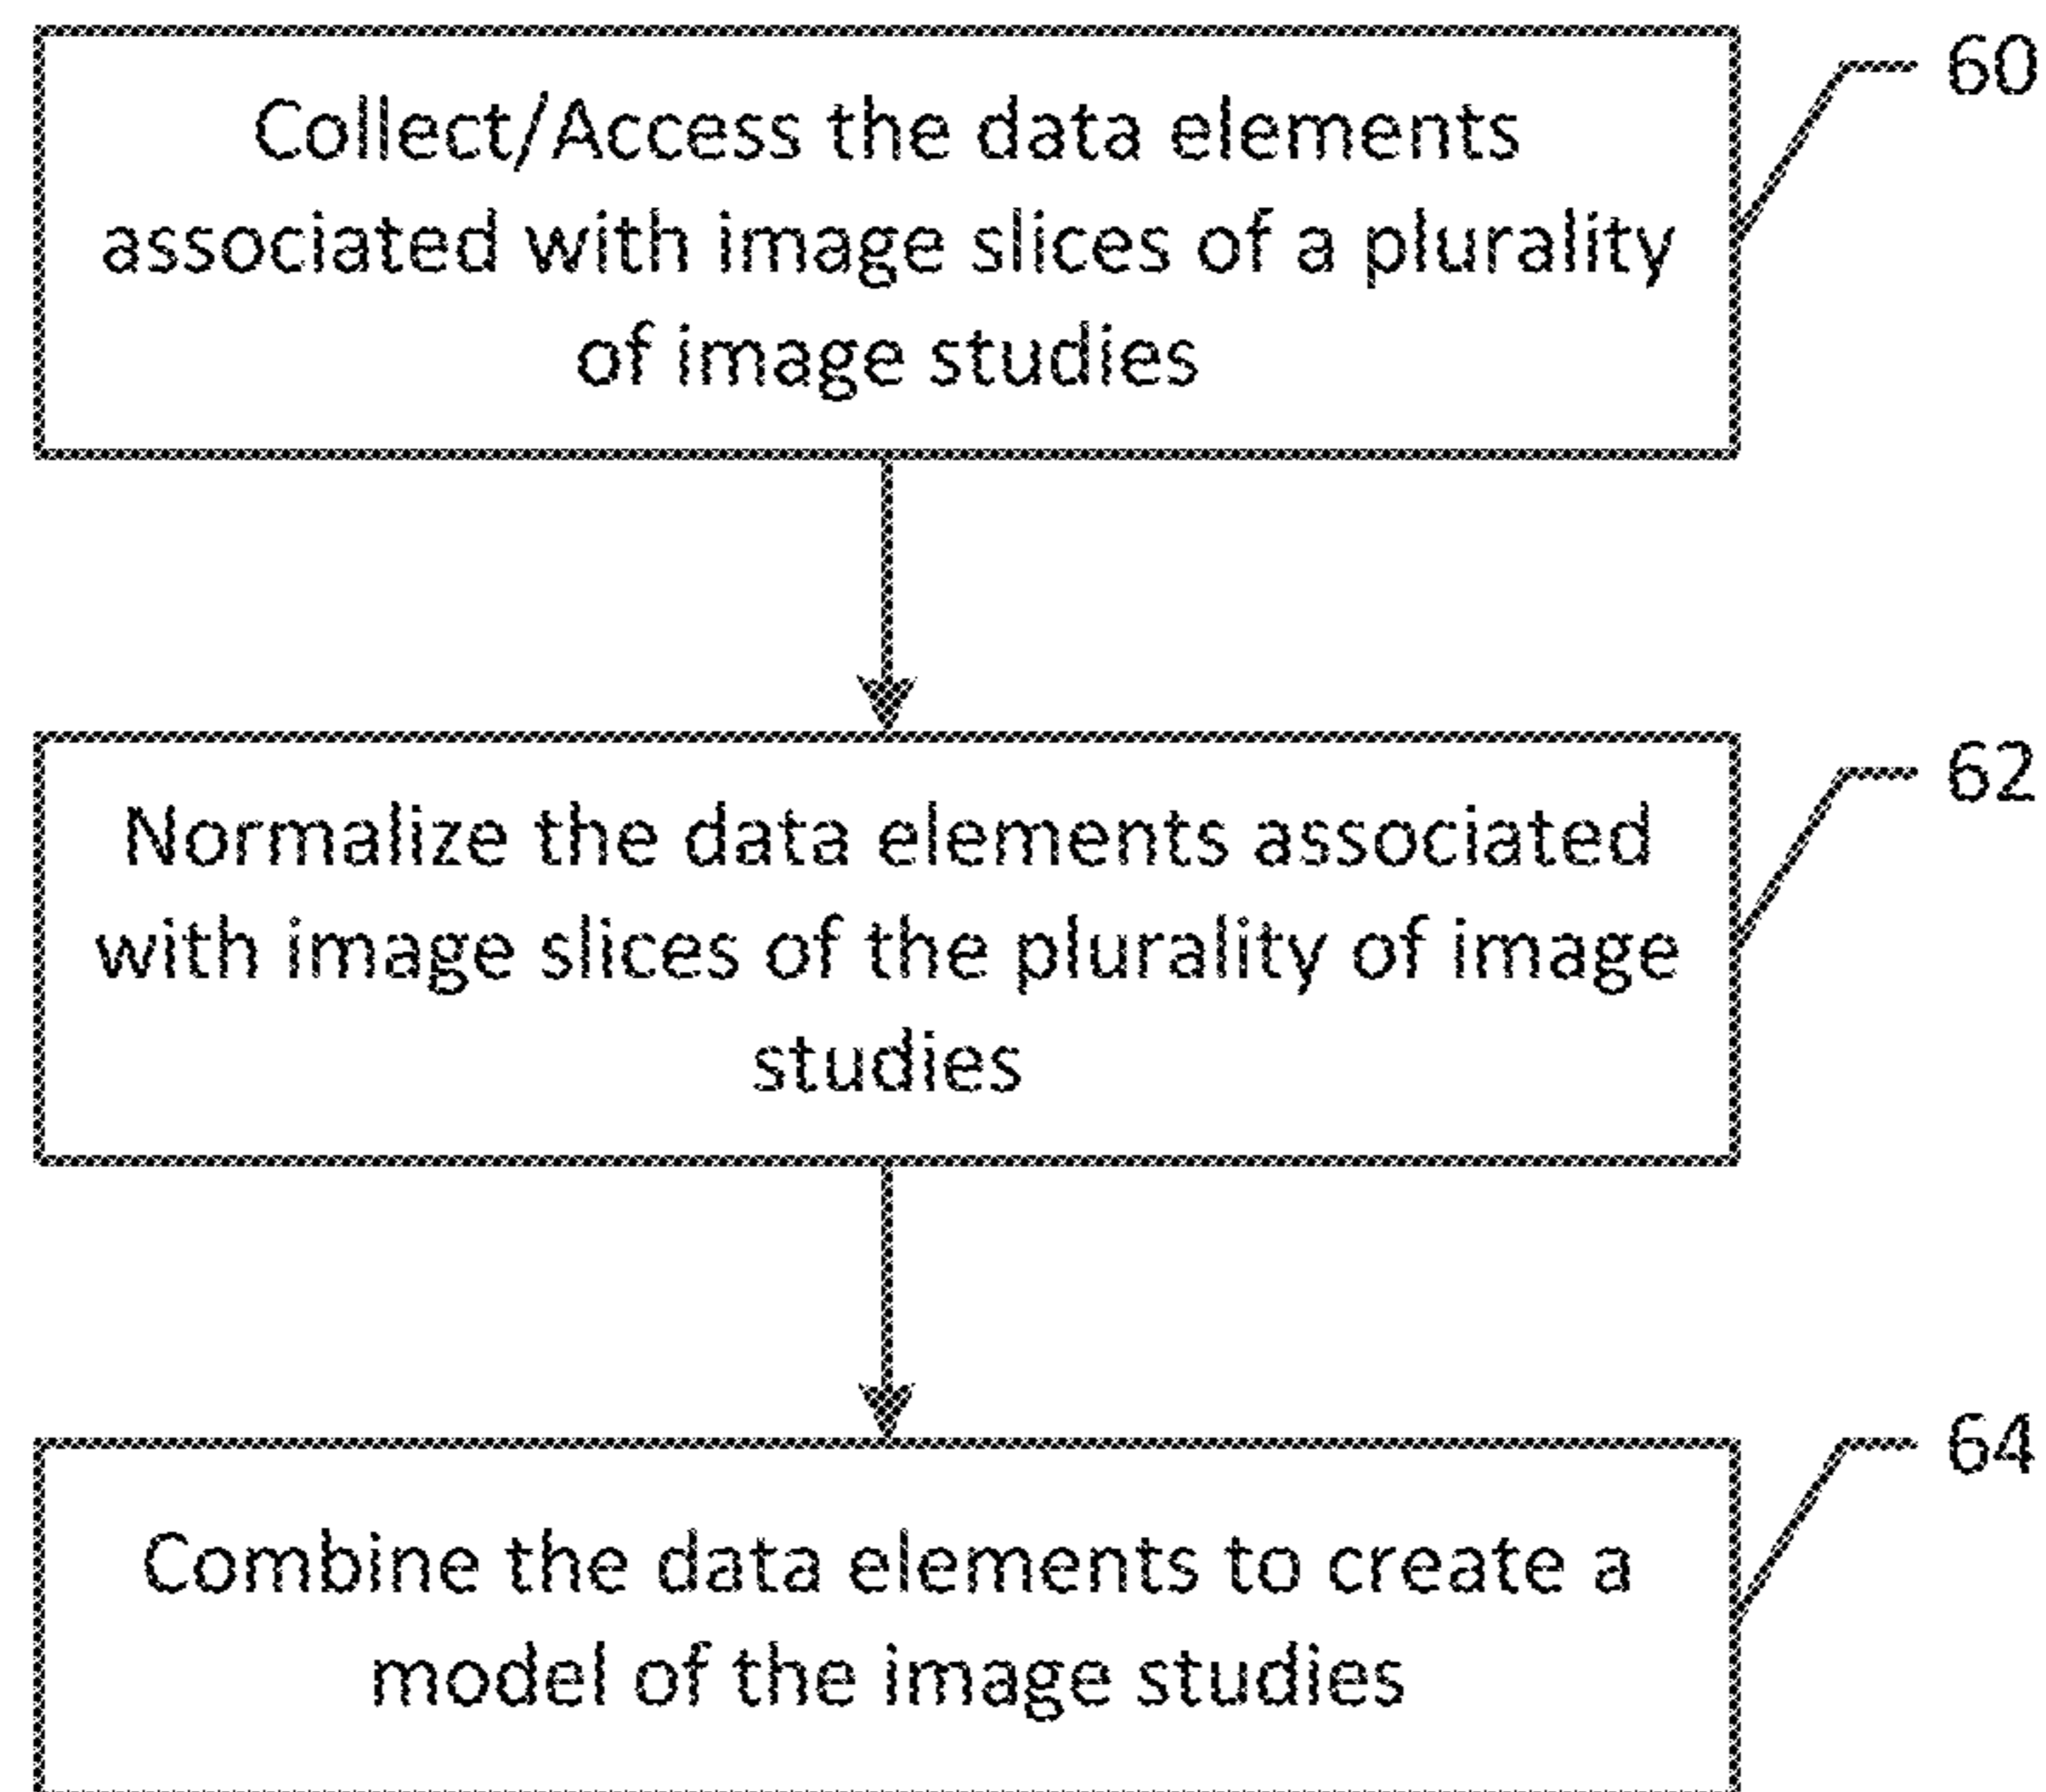 60
Collect/Access the data elements
associated with image slices of a plurality
of image studies
62
Normalize the data elements associated
with image slices of the plurality of image
studies
64
Combine the data elements to create a
model of the image studies